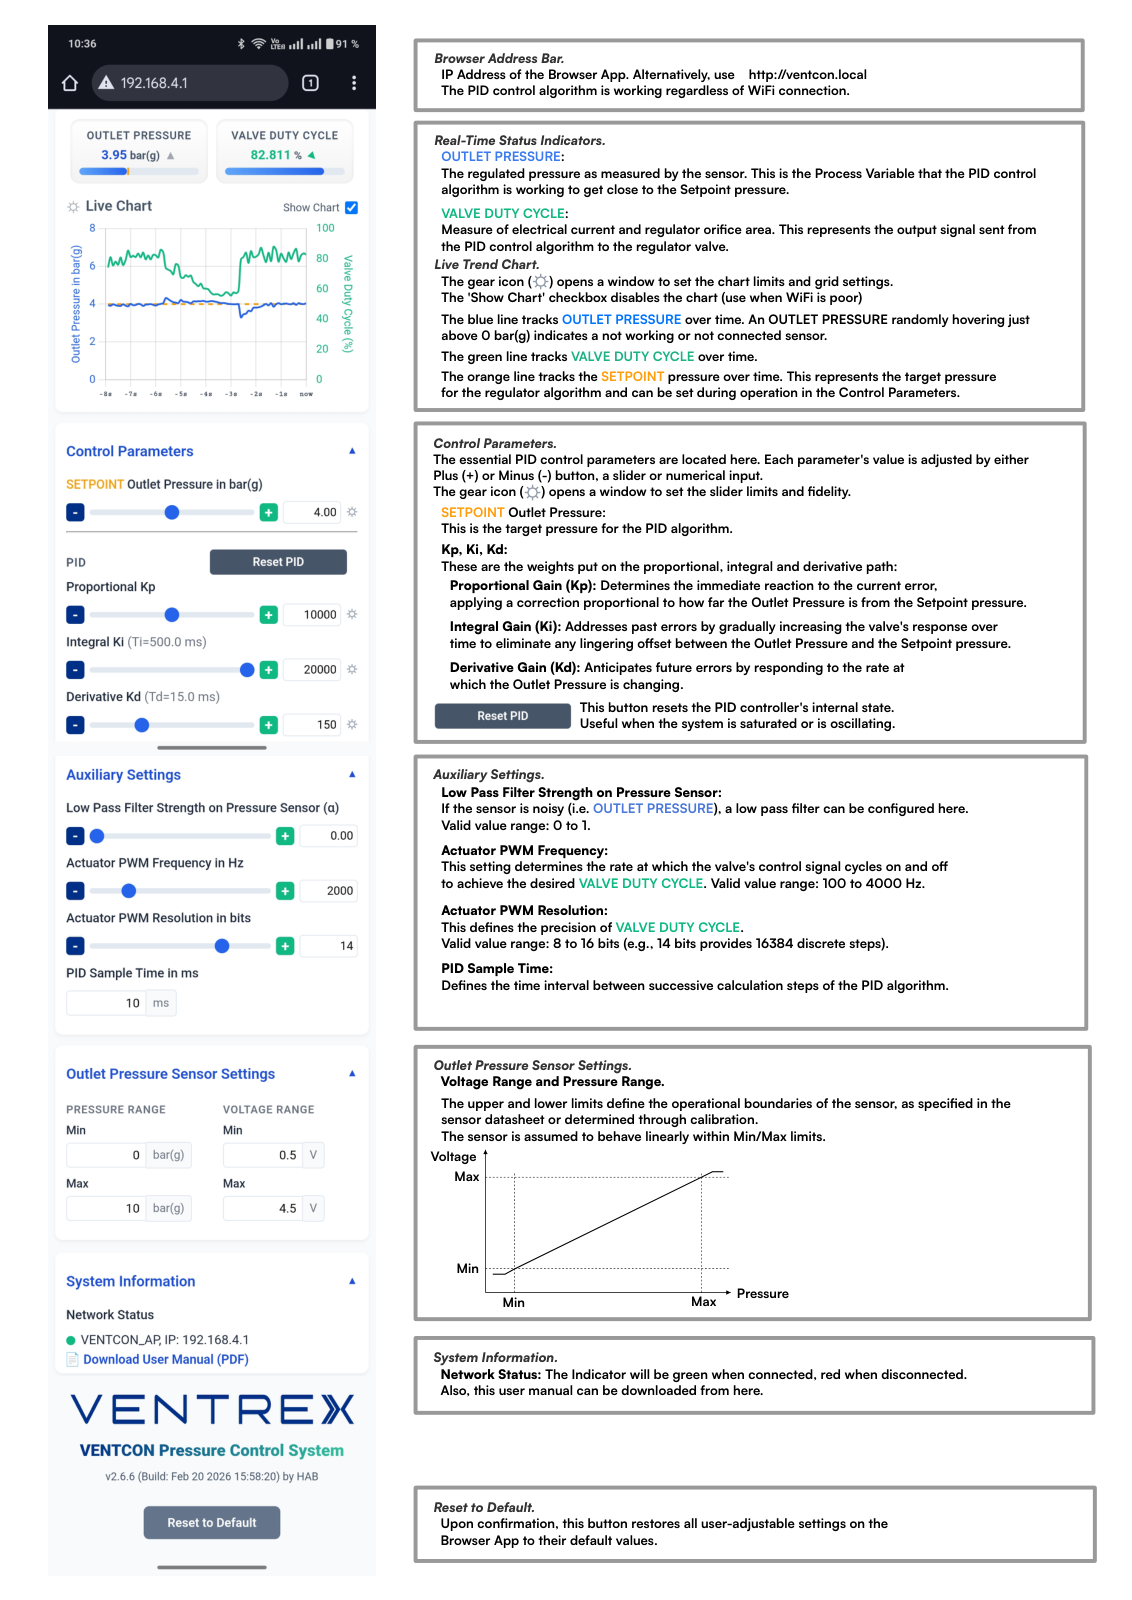 10:36
Vo
LTE
91 %
192.168.4.1
1
OUTLET PRESSURE
3.95 bar(g)
VALVE DUTY CYCLE
82.811 %
Live Chart
Show Chart
Outlet Pressure in bar(g)
8
6
4
2
0
100
80
60
40
20
0
Valve Duty Cycle (%)
-8s -7s -6s -5s -4s -3s -2s -1s now
Control Parameters
SETPOINT Outlet Pressure in bar(g)
- + 4.00
PID
Reset PID
Proportional Kp
- + 10000
Integral Ki (Ti=500.0 ms)
- + 20000
Derivative Kd (Td=15.0 ms)
- + 150
Auxiliary Settings
Low Pass Filter Strength on Pressure Sensor (α)
- + 0.00
Actuator PWM Frequency in Hz
- + 2000
Actuator PWM Resolution in bits
- + 14
PID Sample Time in ms
10 ms
Outlet Pressure Sensor Settings
PRESSURE RANGE
Min
0 bar(g)
Max
10 bar(g)
VOLTAGE RANGE
Min
0.5 V
Max
4.5 V
System Information
Network Status
VENTCON_AP, IP: 192.168.4.1
Download User Manual (PDF)
VENTREX
VENTCON Pressure Control System
v2.6.6 (Build: Feb 20 2026 15:58:20) by HAB
Reset to Default
Browser Address Bar.
IP Address of the Browser App. Alternatively, use http://ventcon.local
The PID control algorithm is working regardless of WiFi connection.
Real-Time Status Indicators.
OUTLET PRESSURE:
The regulated pressure as measured by the sensor. This is the Process Variable that the PID control
algorithm is working to get close to the Setpoint pressure.
VALVE DUTY CYCLE:
Measure of electrical current and regulator orifice area. This represents the output signal sent from
the PID control algorithm to the regulator valve.
Live Trend Chart.
The gear icon () opens a window to set the chart limits and grid settings.
The 'Show Chart' checkbox disables the chart (use when WiFi is poor)
The blue line tracks OUTLET PRESSURE over time. An OUTLET PRESSURE randomly hovering just
above 0 bar(g) indicates a not working or not connected sensor.
The green line tracks VALVE DUTY CYCLE over time.
The orange line tracks the SETPOINT pressure over time. This represents the target pressure
for the regulator algorithm and can be set during operation in the Control Parameters.
Control Parameters.
The essential PID control parameters are located here. Each parameter's value is adjusted by either
Plus (+) or Minus (-) button, a slider or numerical input.
The gear icon () opens a window to set the slider limits and fidelity.
SETPOINT Outlet Pressure:
This is the target pressure for the PID algorithm.
Kp, Ki, Kd:
These are the weights put on the proportional, integral and derivative path:
Proportional Gain (Kp): Determines the immediate reaction to the current error,
applying a correction proportional to how far the Outlet Pressure is from the Setpoint pressure.
Integral Gain (Ki): Addresses past errors by gradually increasing the valve's response over
time to eliminate any lingering offset between the Outlet Pressure and the Setpoint pressure.
Derivative Gain (Kd): Anticipates future errors by responding to the rate at
which the Outlet Pressure is changing.
Reset PID
This button resets the PID controller's internal state.
Useful when the system is saturated or is oscillating.
Auxiliary Settings.
Low Pass Filter Strength on Pressure Sensor:
If the sensor is noisy (i.e. OUTLET PRESSURE), a low pass filter can be configured here.
Valid value range: 0 to 1.
Actuator PWM Frequency:
This setting determines the rate at which the valve's control signal cycles on and off
to achieve the desired VALVE DUTY CYCLE. Valid value range: 100 to 4000 Hz.
Actuator PWM Resolution:
This defines the precision of VALVE DUTY CYCLE.
Valid value range: 8 to 16 bits (e.g., 14 bits provides 16384 discrete steps).
PID Sample Time:
Defines the time interval between successive calculation steps of the PID algorithm.
Outlet Pressure Sensor Settings.
Voltage Range and Pressure Range.
The upper and lower limits define the operational boundaries of the sensor, as specified in the
sensor datasheet or determined through calibration.
The sensor is assumed to behave linearly within Min/Max limits.
Voltage
Max
Min
Min
Max
Pressure
System Information.
Network Status: The Indicator will be green when connected, red when disconnected.
Also, this user manual can be downloaded from here.
Reset to Default.
Upon confirmation, this button restores all user-adjustable settings on the
Browser App to their default values.